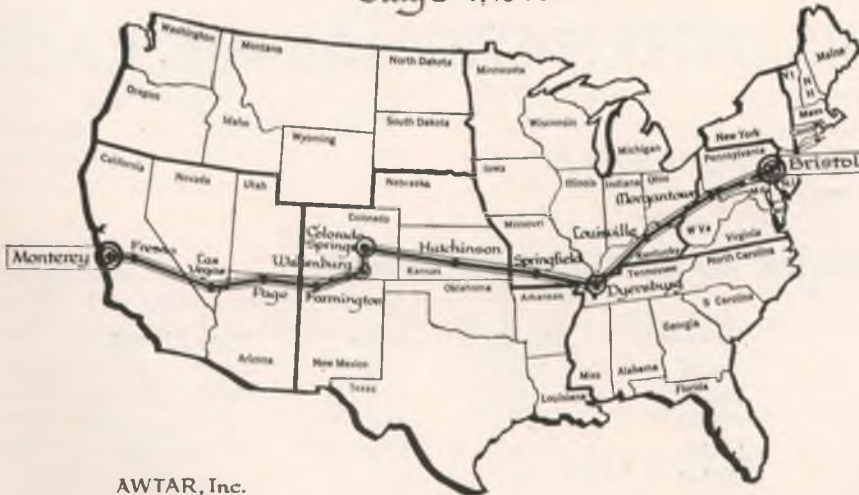 Washington
Montana
North Dakota
Minnesota
Maine
Oregon
Idaho
South Dakota
Wisconsin
Wyoming
Michigan
New York
Vt
N H
Mass
California
Nevada
Utah
Nebraska
Iowa
Pennsylvania
Bristol
Colorado
Illinois
Indiana
Ohio
Morgantown
Md
N.J.
Missouri
W Va
Virginia
Monterey
Fresno
Las Vegas
Colorado Springs
Hutchinson
Springfield
Louisville
Kentucky
Kansas
Page
Farmington
Oklahoma
Arkansas
Dyersburg
Tennessee
North Carolina
S Carolina
Arizona
New Mexico
Texas
Louisiana
Miss
Alabama
Georgia
Florida
AWTAR, Inc.